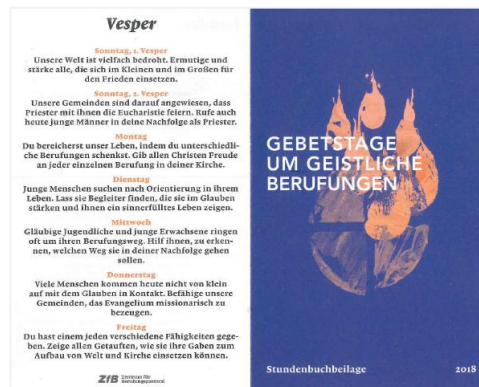 Vesper
Sonntag, 1. Vesper
Unsere Welt ist vielfach bedroht. Ermutige und
stärke alle, die sich im Kleinen und im Großen für
den Frieden einsetzen.
Sonntag, 2. Vesper
Unsere Gemeinden sind darauf angewiesen, dass
Priester mit ihnen die Eucharistie feiern. Rufe auch
heute junge Männer in deine Nachfolge als Priester.
Montag
Du bereicherst unser Leben, indem du unterschiedli-
che Berufungen schenkst. Gib allen Christen Freude
an jeder einzelnen Berufung in deiner Kirche.
Dienstag
Junge Menschen suchen nach Orientierung in ihrem
Leben. Lass sie Begleiter finden, die sie im Glauben
stärken und ihnen ein sinnerfülltes Leben zeigen.
Mittwoch
Gläubige Jugendliche und junge Erwachsene ringen
oft um ihren Berufungsweg. Hilf ihnen, zu erken-
nen, welchen Weg sie in deiner Nachfolge gehen
sollen.
Donnerstag
Viele Menschen kommen heute nicht von klein
auf mit dem Glauben in Kontakt. Befähige unsere
Gemeinden, das Evangelium missionarisch zu
bezeugen.
Freitag
Du hast einem jeden verschiedene Fähigkeiten gege-
ben. Zeige allen Getauften, wie sie ihre Gaben zum
Aufbau von Welt und Kirche einsetzen können.
ZfB Zentrum für
Berufungspastoral
GEBETSTAGE
UM GEISTLICHE
BERUFUNGEN
Stundenbuchbeilage 2018